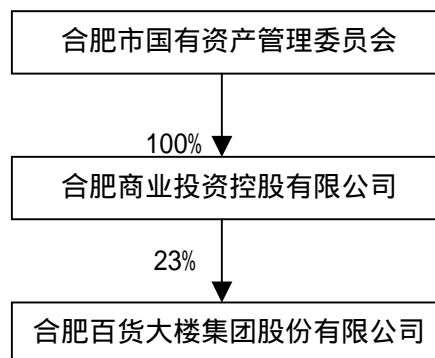 合肥市国有资产管理委员会
100%
合肥商业投资控股有限公司
23%
合肥百货大楼集团股份有限公司